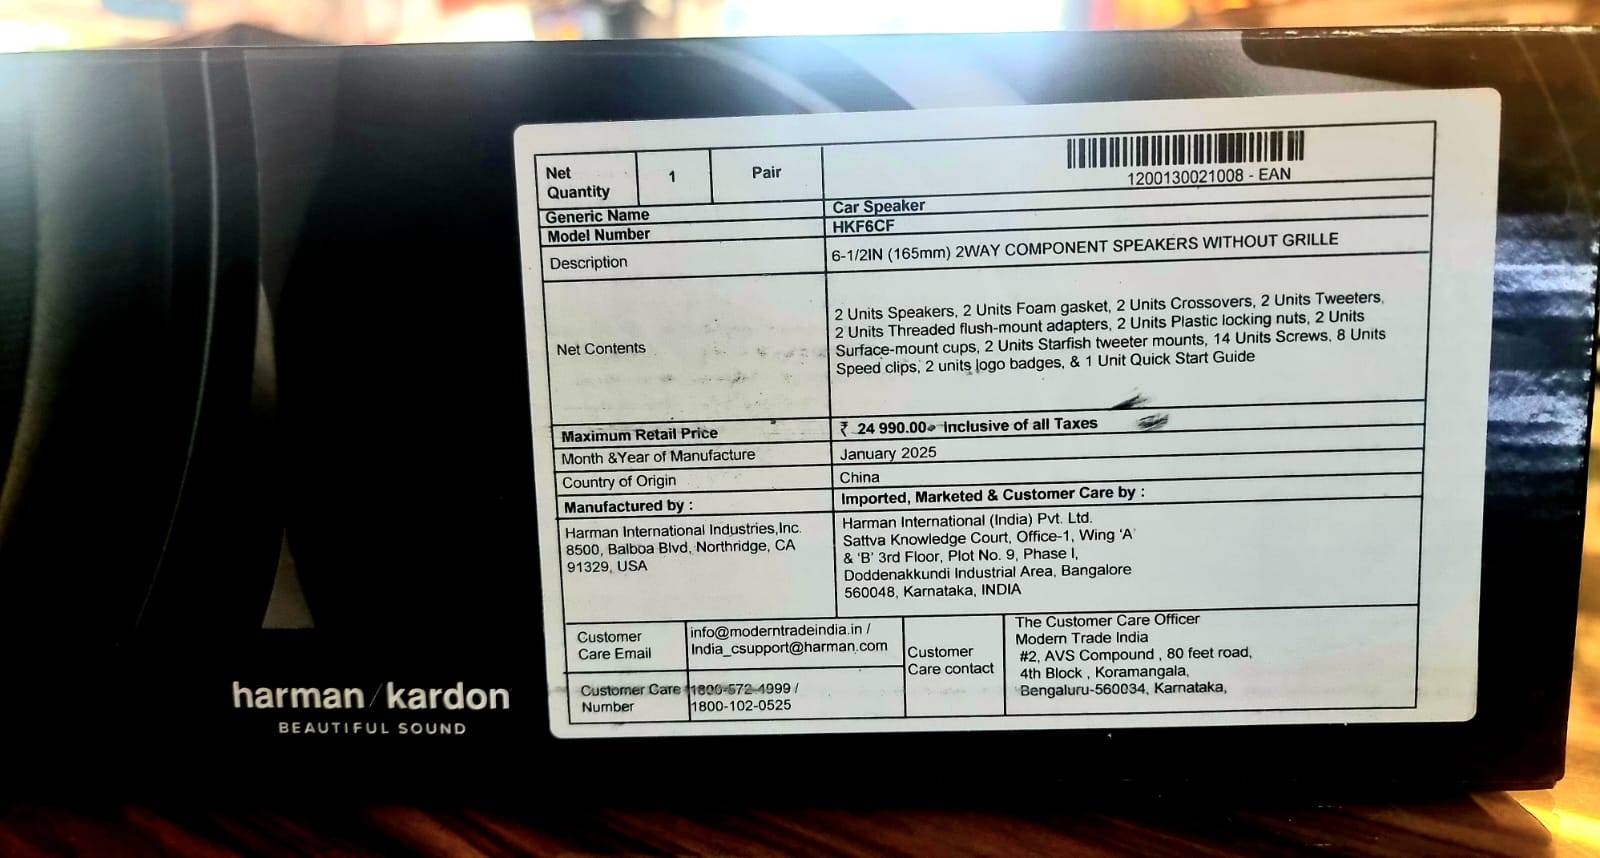 Net Quantity 1 Pair
1200130021008 - EAN
Generic Name Car Speaker
Model Number HKF6CF
Description 6-1/2IN (165mm) 2WAY COMPONENT SPEAKERS WITHOUT GRILLE
Net Contents
2 Units Speakers, 2 Units Foam gasket, 2 Units Crossovers, 2 Units Tweeters,
2 Units Threaded flush-mount adapters, 2 Units Plastic locking nuts, 2 Units
Surface-mount cups, 2 Units Starfish tweeter mounts, 14 Units Screws, 8 Units
Speed clips, 2 units logo badges, & 1 Unit Quick Start Guide
Maximum Retail Price ₹ 24 990.00 Inclusive of all Taxes
Month &Year of Manufacture January 2025
Country of Origin China
Manufactured by :
Harman International Industries,Inc.
8500, Balboa Blvd, Northridge, CA
91329, USA
Imported, Marketed & Customer Care by :
Harman International (India) Pvt. Ltd.
Sattva Knowledge Court, Office-1, Wing ‘A’
& ‘B’ 3rd Floor, Plot No. 9, Phase I,
Doddenakkundi Industrial Area, Bangalore
560048, Karnataka, INDIA
Customer
Care Email
info@moderntradeindia.in /
India_csupport@harman.com
Customer Care
Number
1800-572-4999 /
1800-102-0525
Customer
Care contact
The Customer Care Officer
Modern Trade India
#2, AVS Compound , 80 feet road,
4th Block , Koramangala,
Bengaluru-560034, Karnataka,
harman/kardon
BEAUTIFUL SOUND